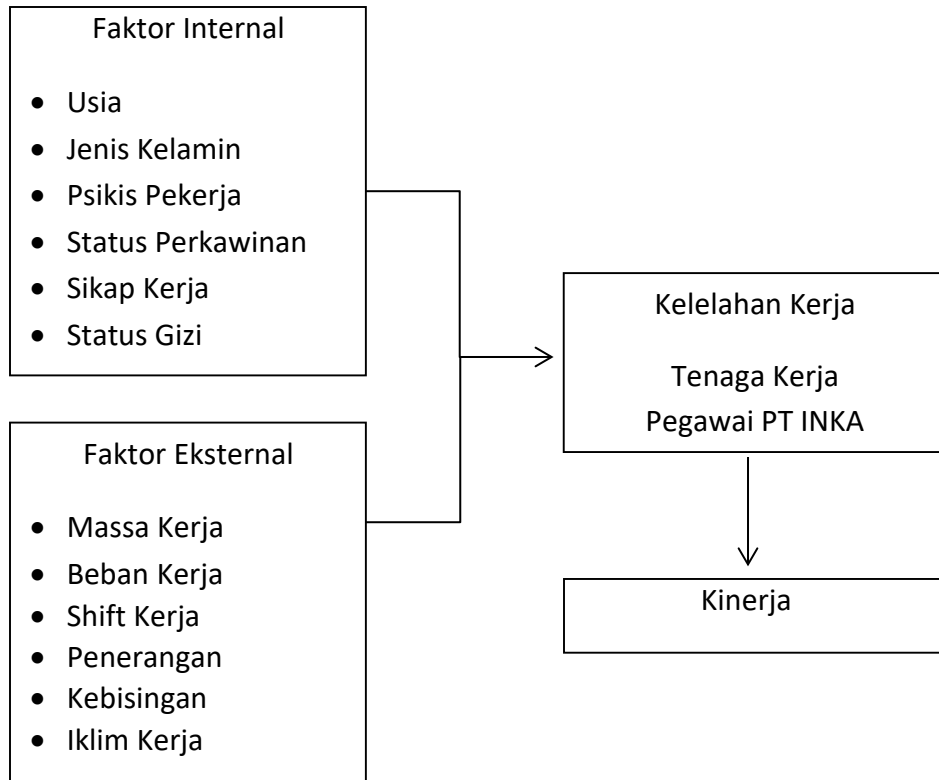 Faktor Internal
• Usia
• Jenis Kelamin
• Psikis Pekerja
• Status Perkawinan
• Sikap Kerja
• Status Gizi
Faktor Eksternal
• Massa Kerja
• Beban Kerja
• Shift Kerja
• Penerangan
• Kebisingan
• Iklim Kerja
Kelelahan Kerja
Tenaga Kerja
Pegawai PT INKA
Kinerja